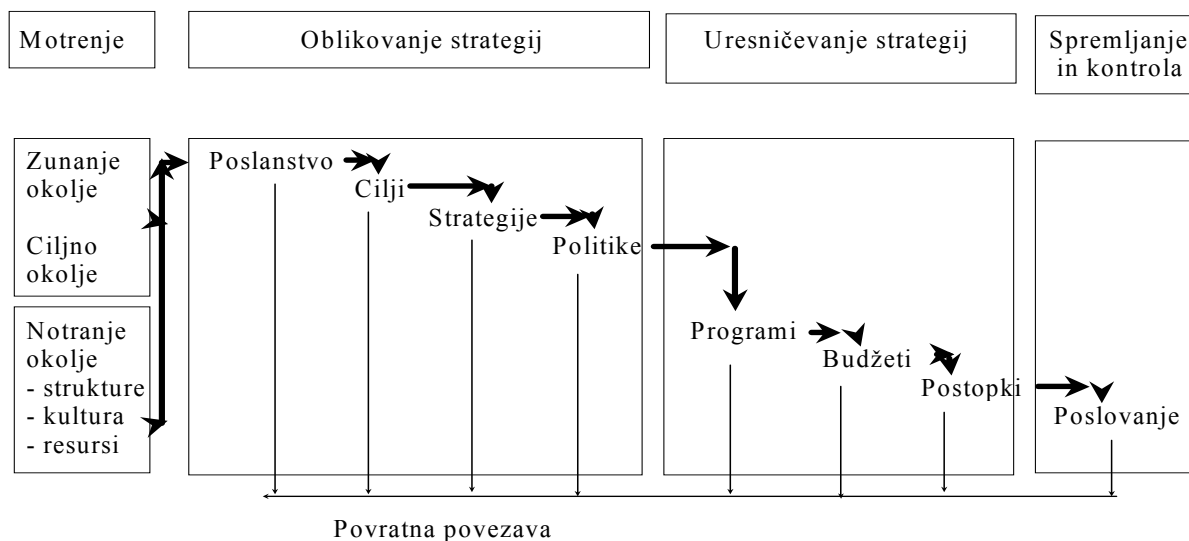 Motrenje
Oblikovanje strategij
Uresničevanje strategij
Spremljanje
in kontrola
Zunanje
okolje
Ciljno
okolje
Notranje
okolje
- strukture
- kultura
- resursi
Poslanstvo
Cilji
Strategije
Politike
Programi
Budžeti
Postopki
Poslovanje
Povratna povezava